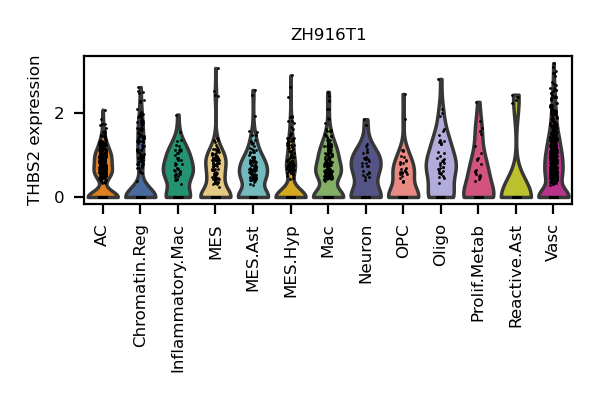 ZH916T1
THBS2 expression
2
0
AC
Chromatin.Reg
Inflammatory.Mac
MES
MES.Ast
MES.Hyp
Mac
Neuron
OPC
Oligo
Prolif.Metab
Reactive.Ast
Vasc